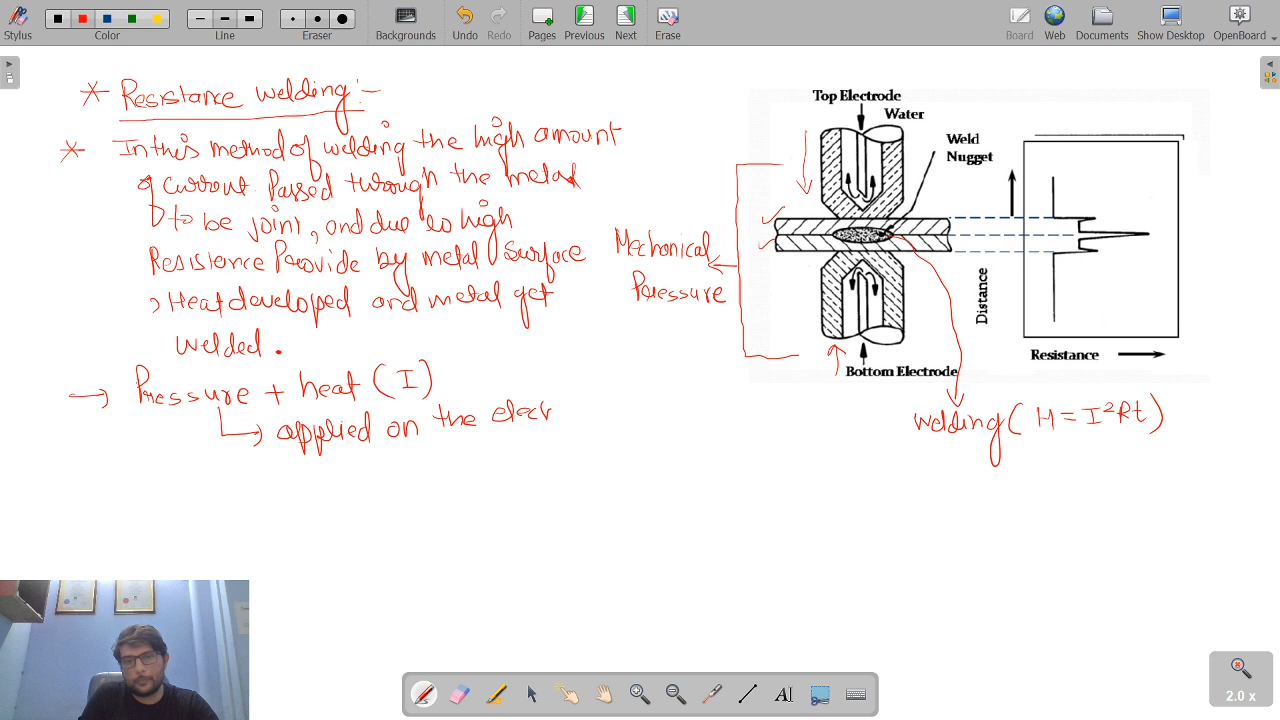 Stylus
Color
Line
Eraser
Backgrounds
Undo
Redo
Pages
Previous
Next
Erase
Board
Web
Documents
Show Desktop
OpenBoard
* Resistance welding :-
* In this method of welding the high amount
of current Passed through the metal
to be joint, and due to high
Resistance Provide by metal Surface
, Heat developed and metal get
welded.
→ Pressure + heat (I)
applied on the elect
Mechanical
Pressure
Top Electrode
Water
Weld
Nugget
Distance
Bottom Electrode
Resistance
welding ( H = I²Rt )
AI
2.0 x